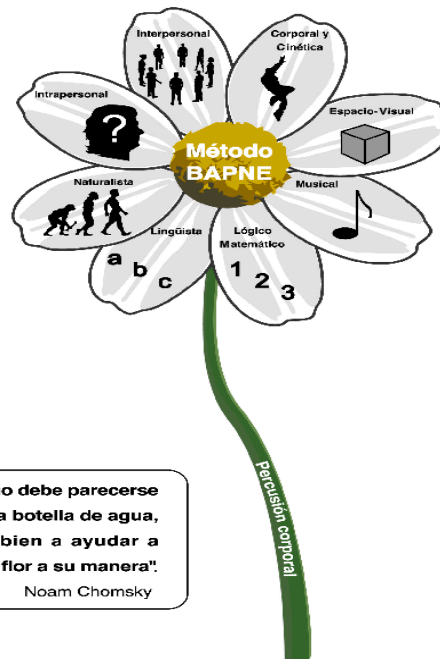 Interpersonal
Corporal y
Cinética
Intrapersonal
Espacio-Visual
Método
BAPNE
Naturalista
Musical
Lingüista
Lógico
Matemático
a
b
c
1
2
3
Percusión corporal
o debe parecerse
a botella de agua,
bien a ayudar a
flor a su manera".
Noam Chomsky